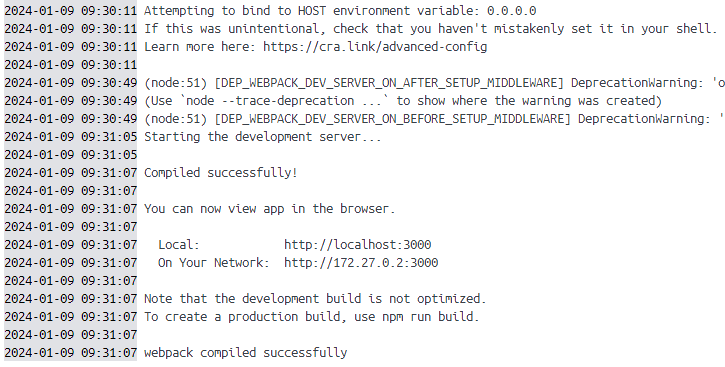 2024-01-09 09:30:11 Attempting to bind to HOST environment variable: 0.0.0.0
2024-01-09 09:30:11 If this was unintentional, check that you haven't mistakenly set it in your shell.
2024-01-09 09:30:11 Learn more here: https://cra.link/advanced-config
2024-01-09 09:30:11
2024-01-09 09:30:49 (node:51) [DEP_WEBPACK_DEV_SERVER_ON_AFTER_SETUP_MIDDLEWARE] DeprecationWarning: 'o
2024-01-09 09:30:49 (Use `node --trace-deprecation ...` to show where the warning was created)
2024-01-09 09:30:49 (node:51) [DEP_WEBPACK_DEV_SERVER_ON_BEFORE_SETUP_MIDDLEWARE] DeprecationWarning: '
2024-01-09 09:31:05 Starting the development server...
2024-01-09 09:31:05
2024-01-09 09:31:07 Compiled successfully!
2024-01-09 09:31:07
2024-01-09 09:31:07 You can now view app in the browser.
2024-01-09 09:31:07
2024-01-09 09:31:07   Local:            http://localhost:3000
2024-01-09 09:31:07   On Your Network:  http://172.27.0.2:3000
2024-01-09 09:31:07
2024-01-09 09:31:07 Note that the development build is not optimized.
2024-01-09 09:31:07 To create a production build, use npm run build.
2024-01-09 09:31:07
2024-01-09 09:31:07 webpack compiled successfully